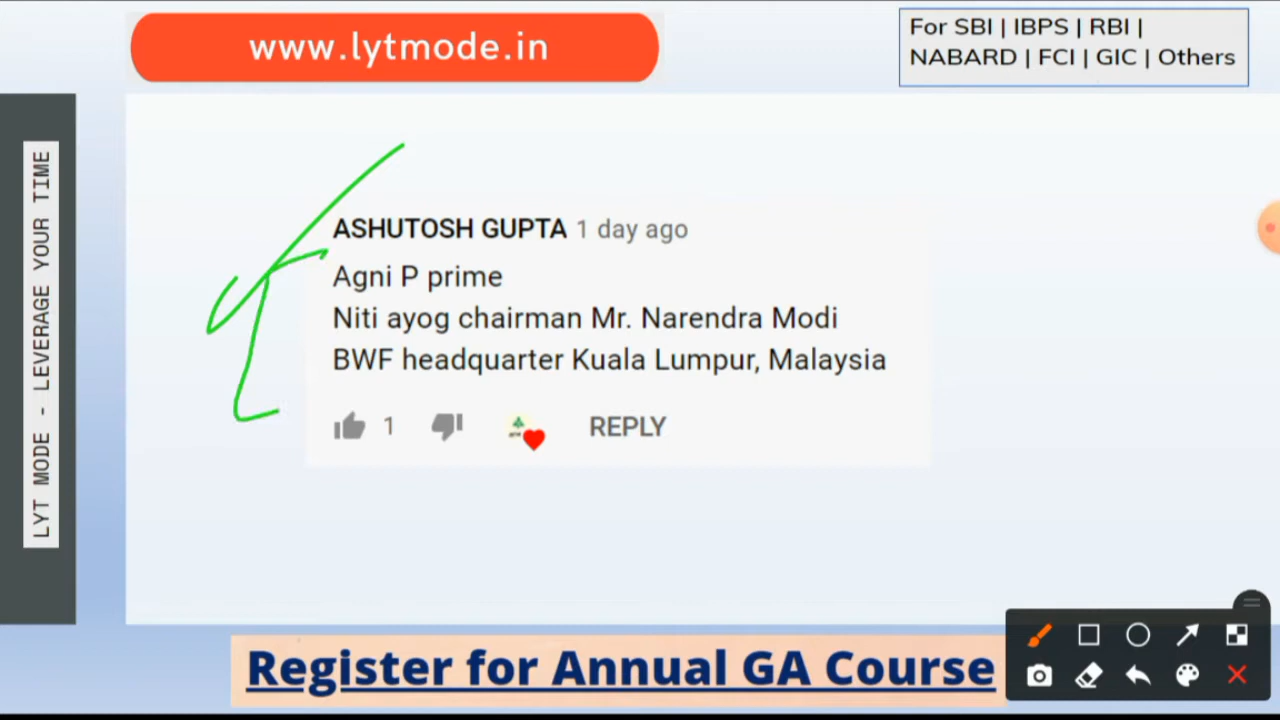 www.lytmode.in
For SBI | IBPS | RBI |
NABARD | FCI | GIC | Others
LYT MODE - LEVERAGE YOUR TIME
ASHUTOSH GUPTA 1 day ago
Agni P prime
Niti ayog chairman Mr. Narendra Modi
BWF headquarter Kuala Lumpur, Malaysia
1
REPLY
Register for Annual GA Course